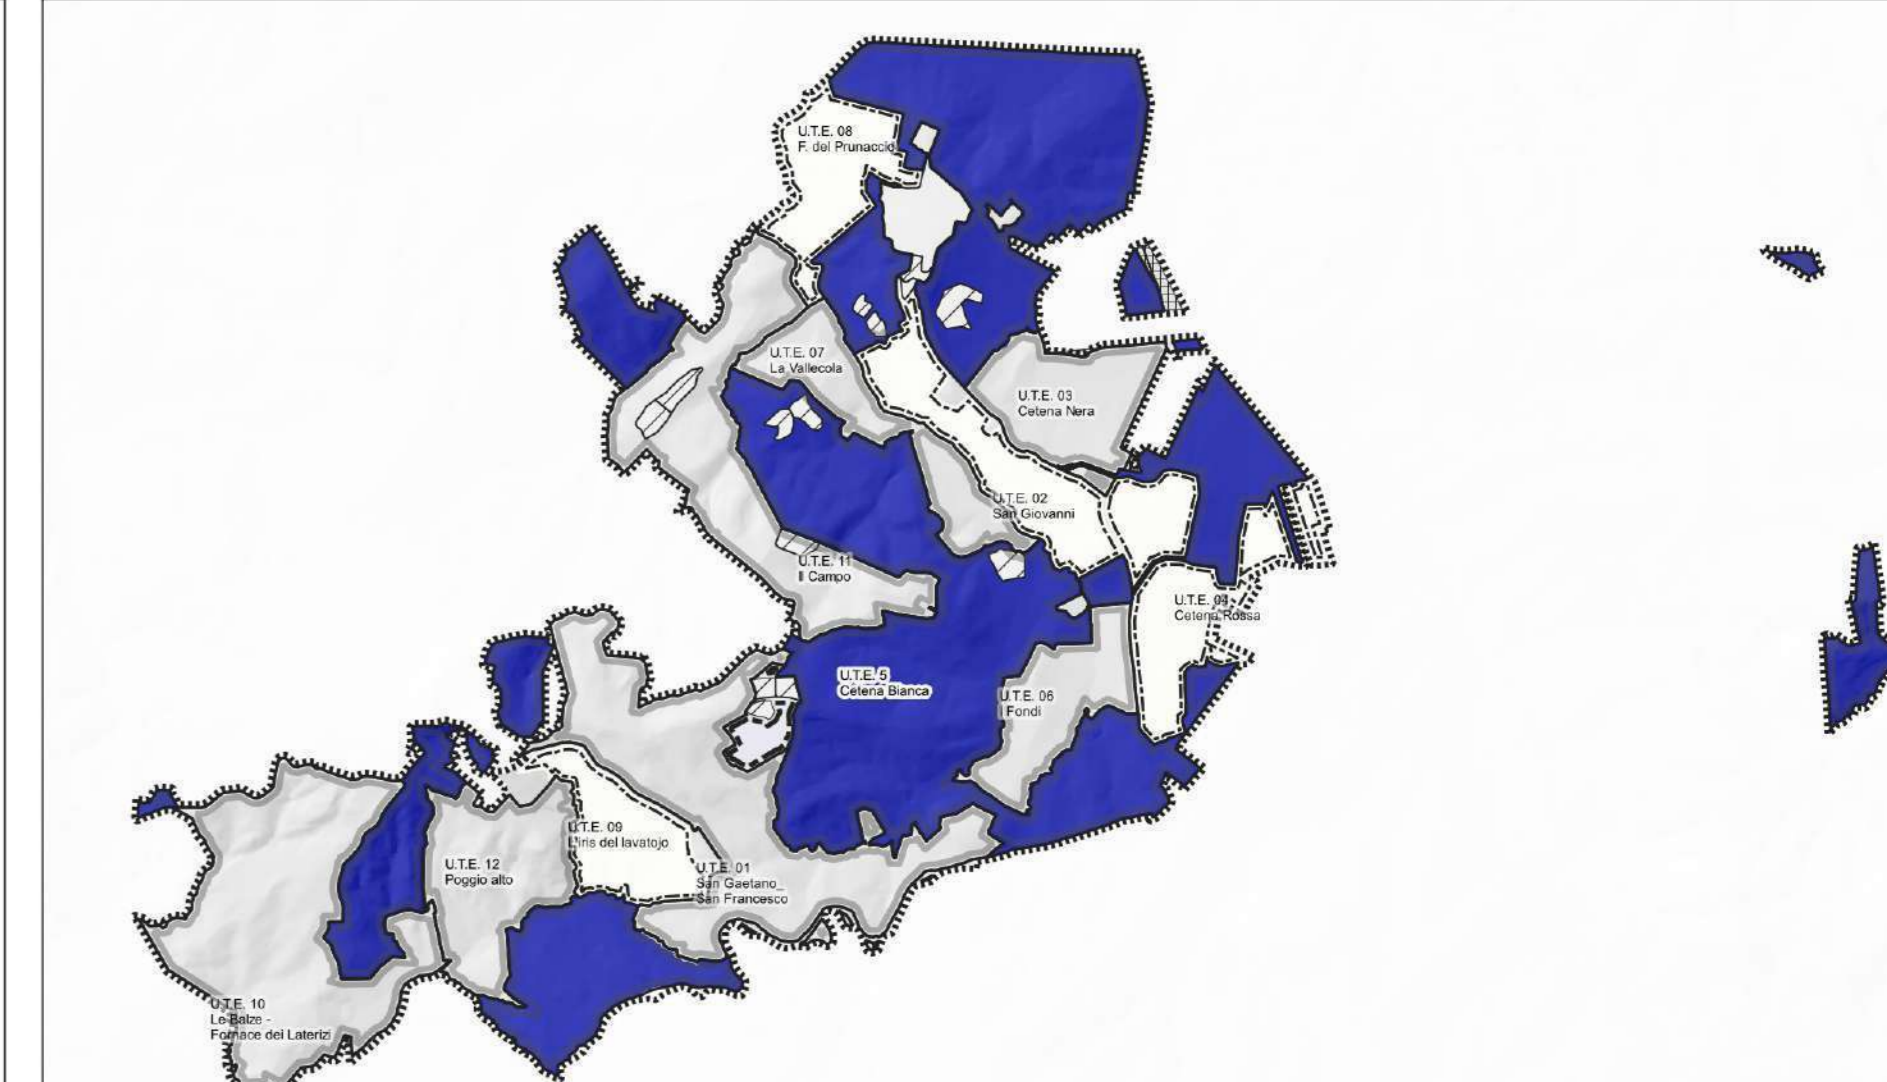 U.T.E. 08
F. del Prunaccio
U.T.E. 07
La Vallecola
U.T.E. 03
Cetena Nera
U.T.E. 02
San Giovanni
U.T.E. 11
Il Campo
U.T.E. 04
Cetena Rossa
U.T.E. 5
Cetena Bianca
U.T.E. 06
I Fondi
U.T.E. 09
L'iris del lavatojo
U.T.E. 12
Poggio alto
U.T.E. 01
San Gaetano_
San Francesco
U.T.E. 10
Le Balze -
Fornace dei Laterizi